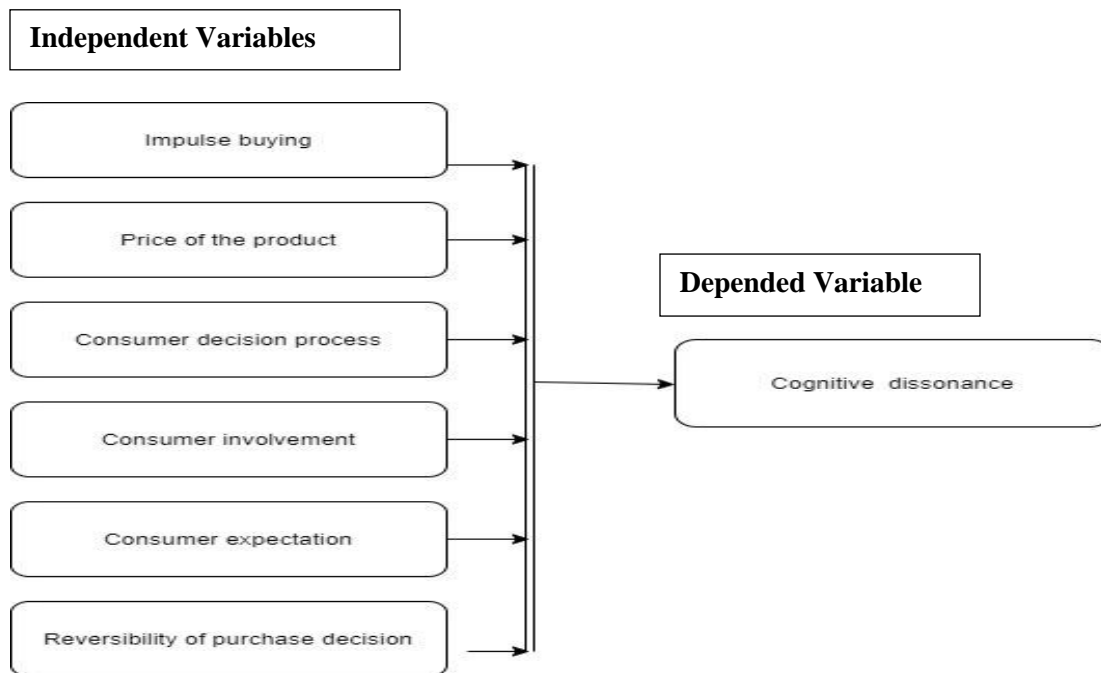 Independent Variables
Impulse buying
Price of the product
Consumer decision process
Consumer involvement
Consumer expectation
Reversibility of purchase decision
Depended Variable
Cognitive dissonance